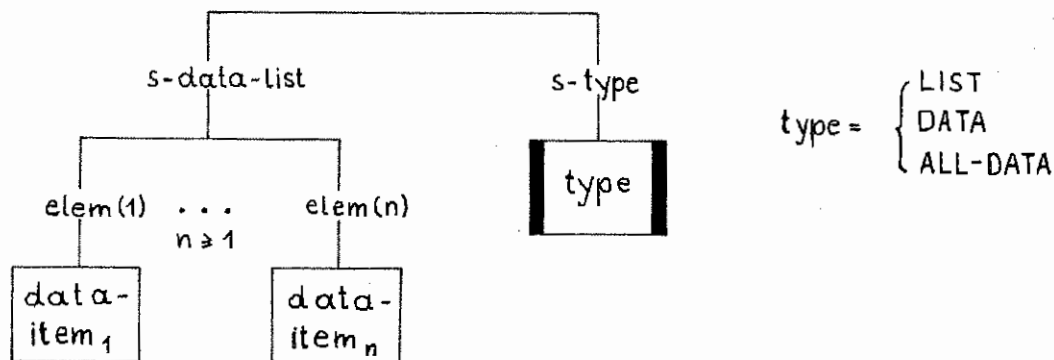 s-data-list
s-type
type = { LIST
DATA
ALL-DATA
type
elem(1) . . . elem(n)
n ≥ 1
data-
item₁
data-
itemₙ